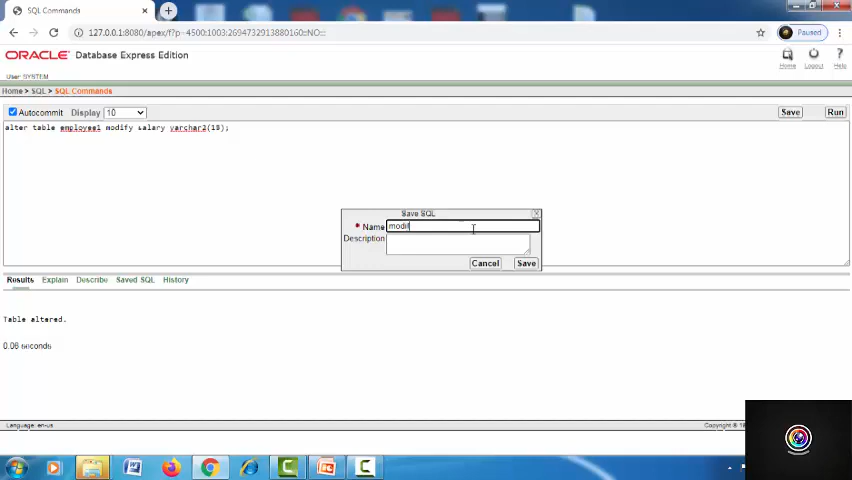 SQL Commands
127.0.0.1:8080/apex/f?p=4500:1003:2694732913880160::NO:::
Paused
ORACLE Database Express Edition
Home Logout Help
User: SYSTEM
Home > SQL > SQL Commands
Autocommit Display 10
Save Run
alter table employee1 modify salary varchar2(15);
Save SQL
* Name modif
Description
Cancel Save
Results Explain Describe Saved SQL History
Table altered.
0.06 seconds
Language: en-us
Copyright ©